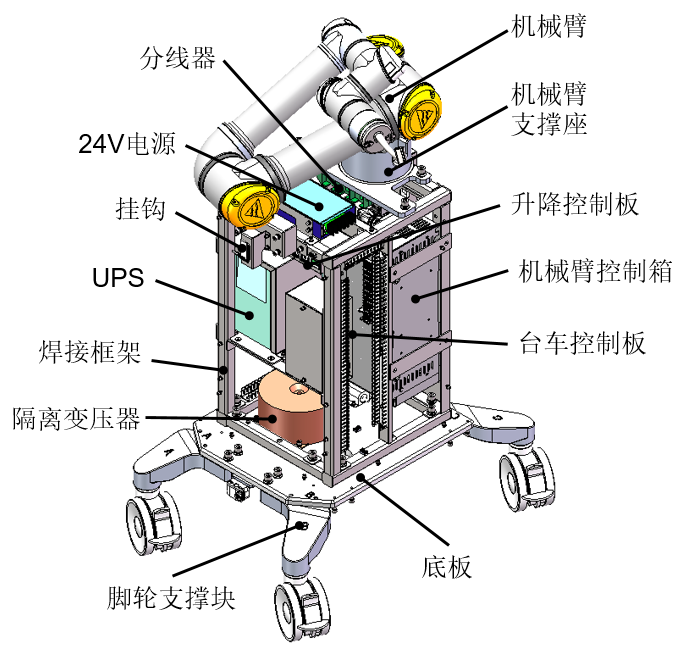 机械臂
分线器
机械臂
支撑座
24V电源
挂钩
升降控制板
UPS
机械臂控制箱
焊接框架
台车控制板
隔离变压器
底板
脚轮支撑块